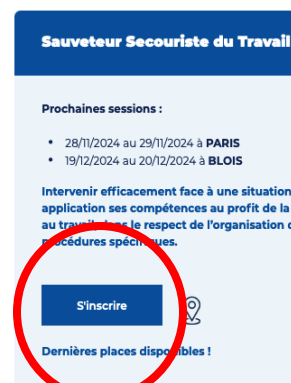 Sauveteur Secouriste du Travail
Prochaines sessions :
• 28/11/2024 au 29/11/2024 à PARIS
• 19/12/2024 au 20/12/2024 à BLOIS
Intervenir efficacement face à une situation
application ses compétences au profit de la
au travail dans le respect de l'organisation
procédures spécifiques.
S'inscrire
Dernières places disponibles !